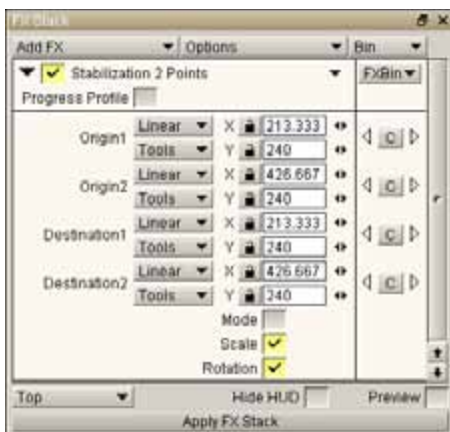 FX Stack
Add FX Options Bin
Stabilization 2 Points FXBin
Progress Profile
Origin1 Linear X 213.333
Tools Y 240 C
Origin2 Linear X 426.667
Tools Y 240 C
Destination1 Linear X 213.333
Tools Y 240 C
Destination2 Linear X 426.667
Tools Y 240 C
Mode
Scale
Rotation
Top Hide HUD Preview
Apply FX Stack